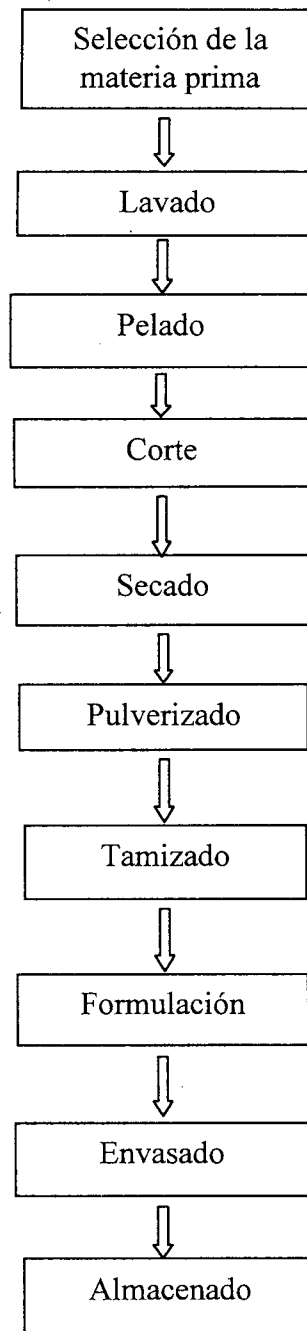 Selección de la
materia prima
Lavado
Pelado
Corte
Secado
Pulverizado
Tamizado
Formulación
Envasado
Almacenado